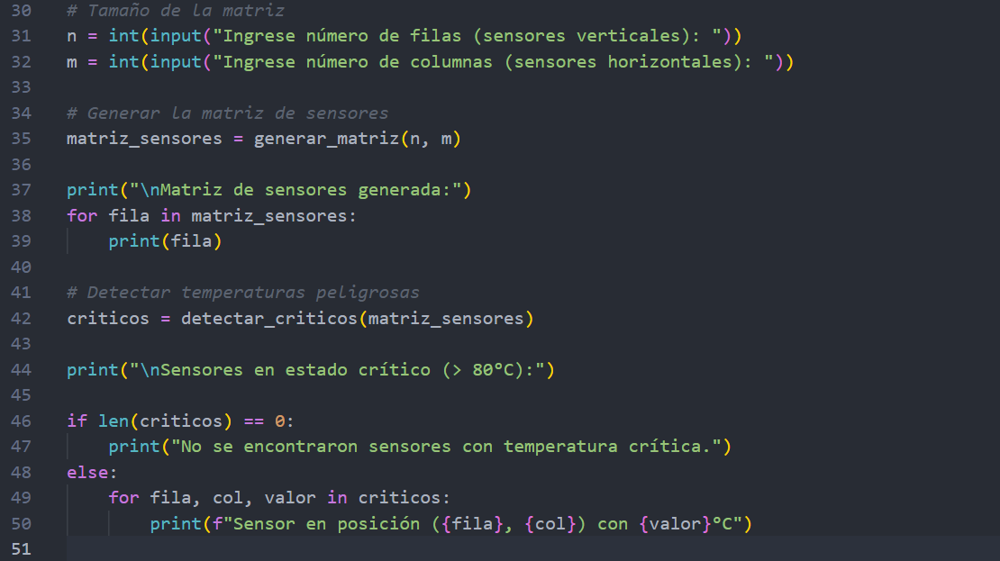 30 # Tamaño de la matriz
31 n = int(input("Ingrese número de filas (sensores verticales): "))
32 m = int(input("Ingrese número de columnas (sensores horizontales): "))
33
34 # Generar la matriz de sensores
35 matriz_sensores = generar_matriz(n, m)
36
37 print("\nMatriz de sensores generada:")
38 for fila in matriz_sensores:
39     print(fila)
40
41 # Detectar temperaturas peligrosas
42 criticos = detectar_criticos(matriz_sensores)
43
44 print("\nSensores en estado crítico (> 80°C):")
45
46 if len(criticos) == 0:
47     print("No se encontraron sensores con temperatura crítica.")
48 else:
49     for fila, col, valor in criticos:
50         print(f"Sensor en posición ({fila}, {col}) con {valor}°C")
51